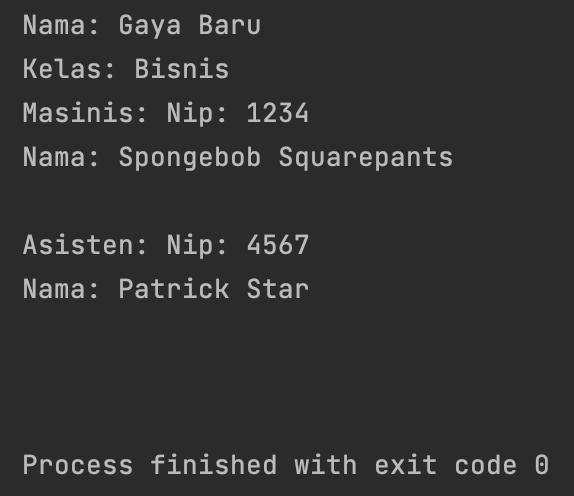 Nama: Gaya Baru
Kelas: Bisnis
Masinis: Nip: 1234
Nama: Spongebob Squarepants
Asisten: Nip: 4567
Nama: Patrick Star
Process finished with exit code 0